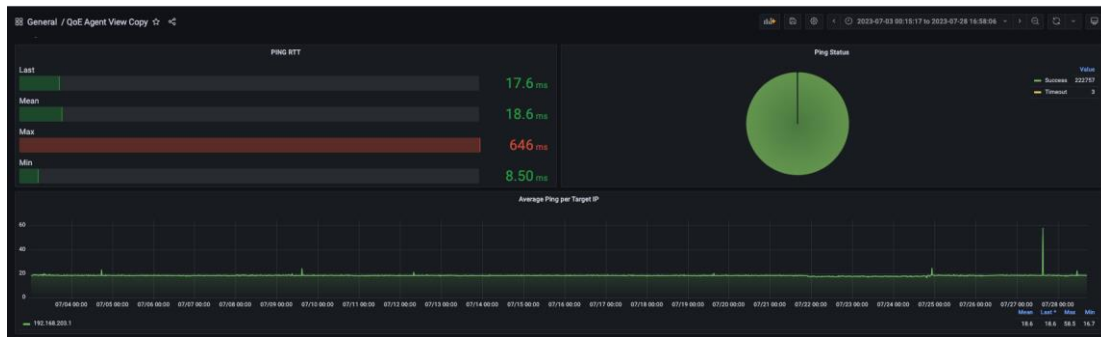 General / QoE Agent View Copy
2023-07-03 00:15:17 to 2023-07-28 16:58:06
PING RTT
Last
17.6 ms
Mean
18.6 ms
Max
646 ms
Min
8.50 ms
Ping Status
Value
Success 222757
Timeout 3
Average Ping per Target IP
60
40
20
0
07/04 00:00 07/05 00:00 07/06 00:00 07/07 00:00 07/08 00:00 07/09 00:00 07/10 00:00 07/11 00:00 07/12 00:00 07/13 00:00 07/14 00:00 07/15 00:00 07/16 00:00 07/17 00:00 07/18 00:00 07/19 00:00 07/20 00:00 07/21 00:00 07/22 00:00 07/23 00:00 07/24 00:00 07/25 00:00 07/26 00:00 07/27 00:00 07/28 00:00
Mean Last * Max Min
192.168.203.1 18.6 18.6 58.5 16.7